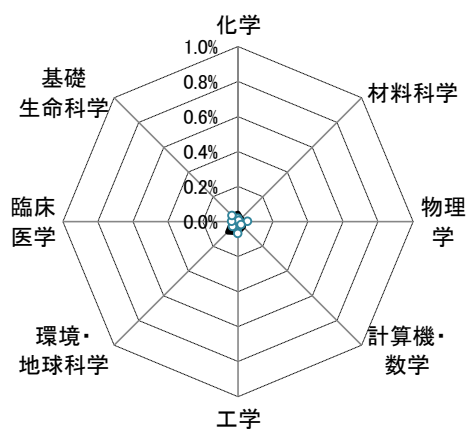 化学
1.0%
0.8%
0.6%
0.4%
0.2%
0.0%
材料科学
物理
学
計算機・
数学
工学
環境・
地球科学
臨床
医学
基礎
生命科学